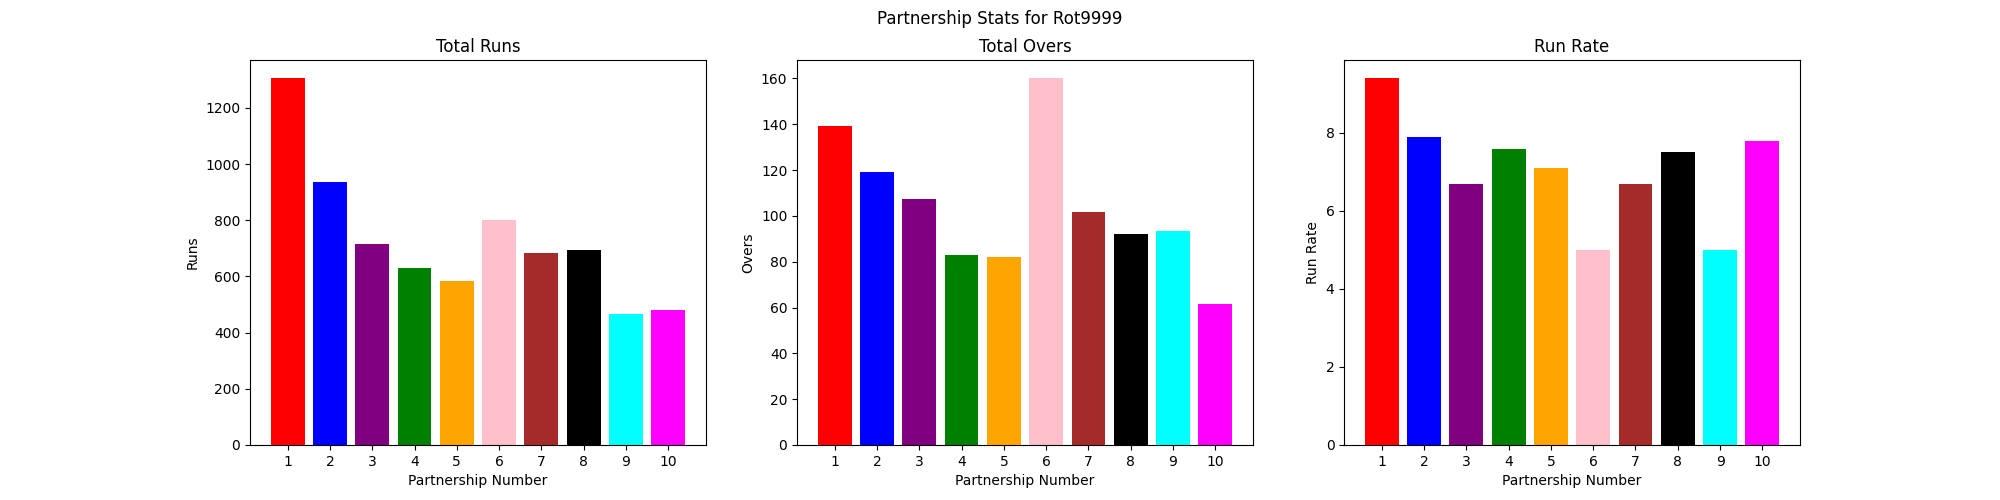 Partnership Stats for Rot9999
Total Runs
Runs
1200
1000
800
600
400
200
0
1 2 3 4 5 6 7 8 9 10
Partnership Number
Total Overs
Overs
160
140
120
100
80
60
40
20
0
1 2 3 4 5 6 7 8 9 10
Partnership Number
Run Rate
Run Rate
8
6
4
2
0
1 2 3 4 5 6 7 8 9 10
Partnership Number